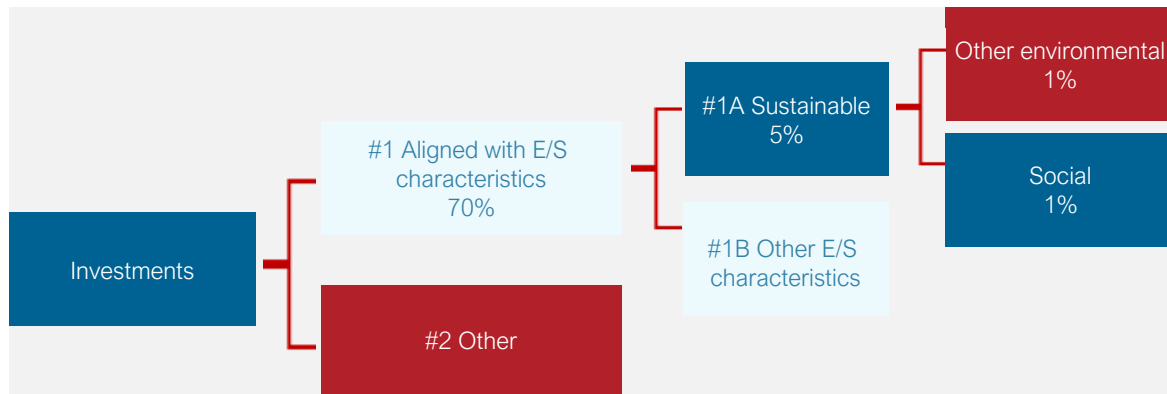 Investments
#1 Aligned with E/S
characteristics
70%
#2 Other
#1A Sustainable
5%
#1B Other E/S
characteristics
Other environmental
1%
Social
1%